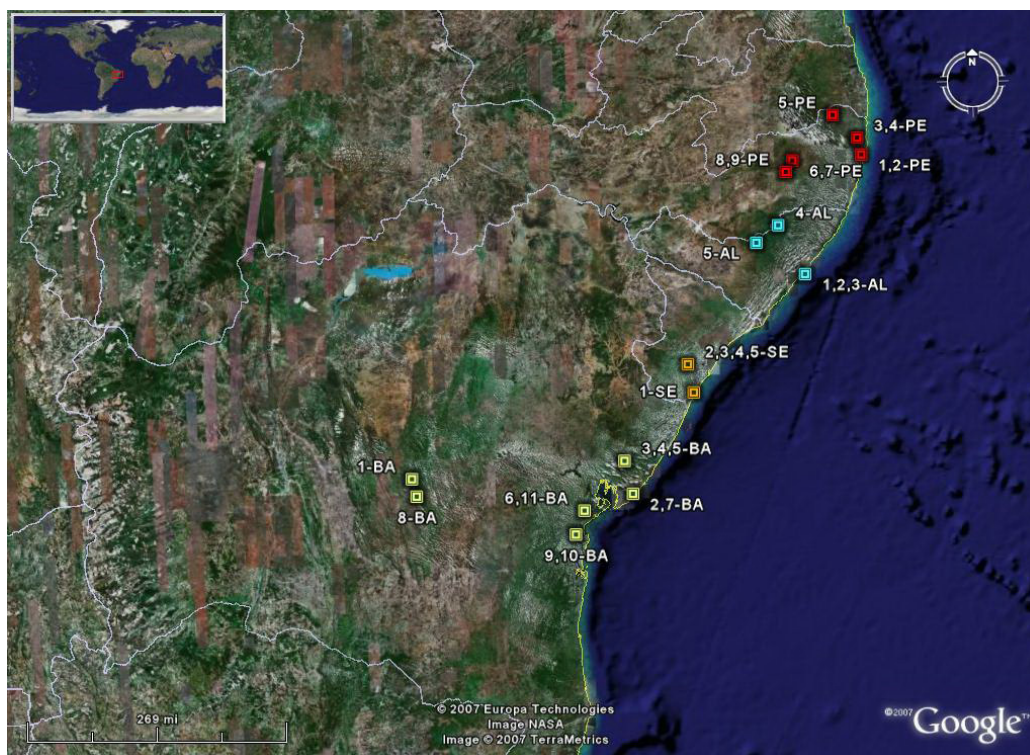 N
5-PE
3,4-PE
8,9-PE
6,7-PE
1,2-PE
4-AL
5-AL
1,2,3-AL
2,3,4,5-SE
1-SE
3,4,5-BA
1-BA
8-BA
6,11-BA
2,7-BA
9,10-BA
269 mi
© 2007 Europa Technologies
Image NASA
Image © 2007 TerraMetrics
©2007 Google